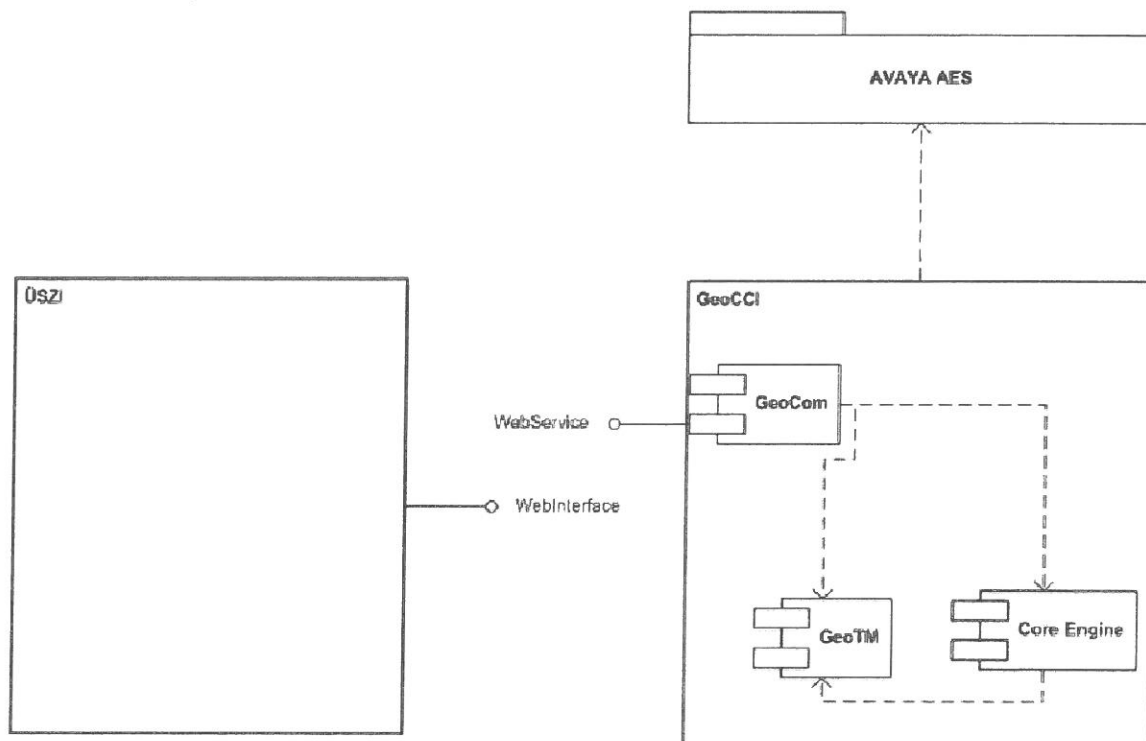 AVAYA AES
ÜSZI
GeoCCI
GeoCom
WebService
WebInterface
GeoTM
Core Engine